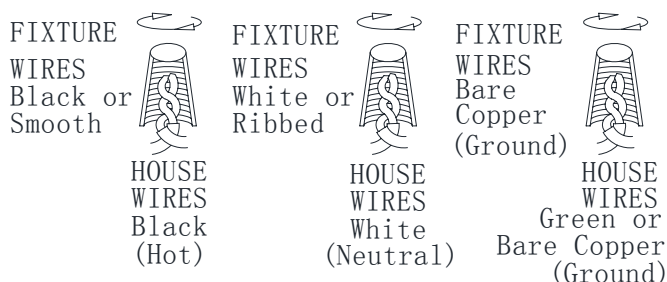 FIXTURE
WIRES
Black or
Smooth
HOUSE
WIRES
Black
(Hot)
FIXTURE
WIRES
White or
Ribbed
HOUSE
WIRES
White
(Neutral)
FIXTURE
WIRES
Bare
Copper
(Ground)
HOUSE
WIRES
Green or
Bare Copper
(Ground)